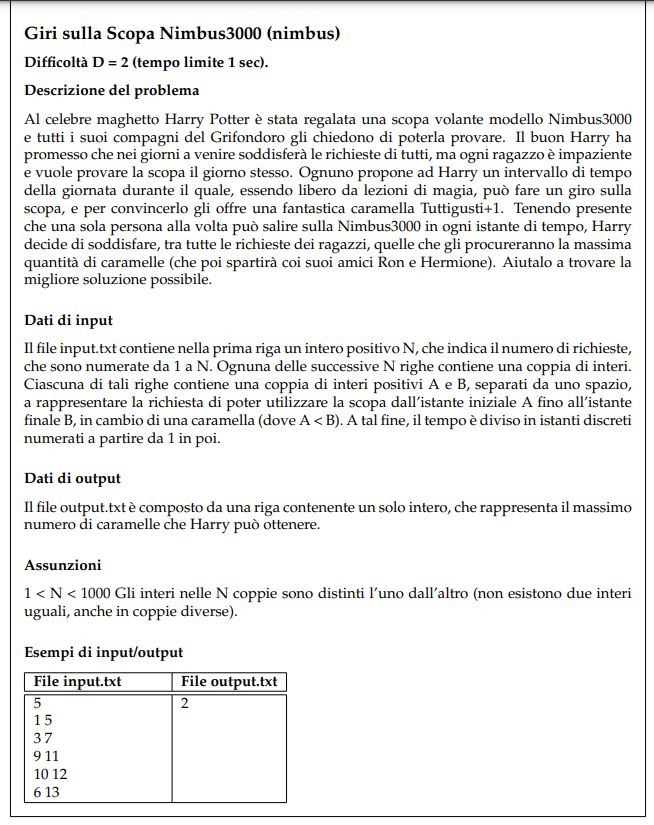 Giri sulla Scopa Nimbus3000 (nimbus)
Difficoltà D = 2 (tempo limite 1 sec).
Descrizione del problema
Al celebre maghetto Harry Potter è stata regalata una scopa volante modello Nimbus3000
e tutti i suoi compagni del Grifondoro gli chiedono di poterla provare. Il buon Harry ha
promesso che nei giorni a venire soddisferà le richieste di tutti, ma ogni ragazzo è impaziente
e vuole provare la scopa il giorno stesso. Ognuno propone ad Harry un intervallo di tempo
della giornata durante il quale, essendo libero da lezioni di magia, può fare un giro sulla
scopa, e per convincerlo gli offre una fantastica caramella Tuttigusti+1. Tenendo presente
che una sola persona alla volta può salire sulla Nimbus3000 in ogni istante di tempo, Harry
decide di soddisfare, tra tutte le richieste dei ragazzi, quelle che gli procureranno la massima
quantità di caramelle (che poi spartirà coi suoi amici Ron e Hermione). Aiutalo a trovare la
migliore soluzione possibile.
Dati di input
Il file input.txt contiene nella prima riga un intero positivo N, che indica il numero di richieste,
che sono numerate da 1 a N. Ognuna delle successive N righe contiene una coppia di interi.
Ciascuna di tali righe contiene una coppia di interi positivi A e B, separati da uno spazio,
a rappresentare la richiesta di poter utilizzare la scopa dall'istante iniziale A fino all'istante
finale B, in cambio di una caramella (dove A < B). A tal fine, il tempo è diviso in istanti discreti
numerati a partire da 1 in poi.
Dati di output
Il file output.txt è composto da una riga contenente un solo intero, che rappresenta il massimo
numero di caramelle che Harry può ottenere.
Assunzioni
1 < N < 1000 Gli interi nelle N coppie sono distinti l'uno dall'altro (non esistono due interi
uguali, anche in coppie diverse).
Esempi di input/output
File input.txt File output.txt
5 2
1 5
3 7
9 11
10 12
6 13